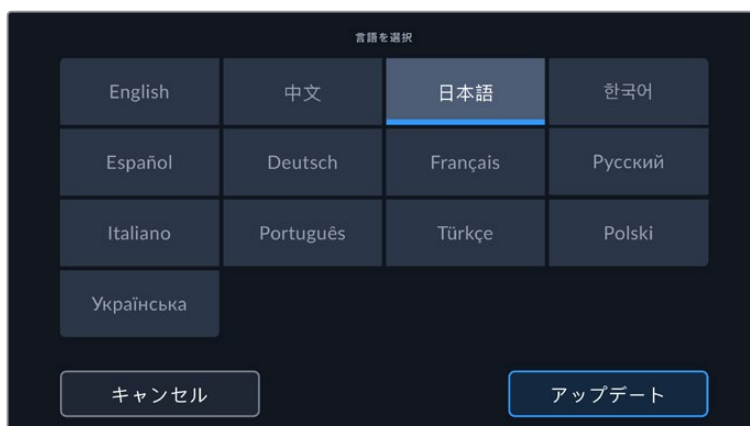 言語を選択
English 中文 日本語 한국어
Español Deutsch Français Русский
Italiano Português Türkçe Polski
Українська
キャンセル アップデート